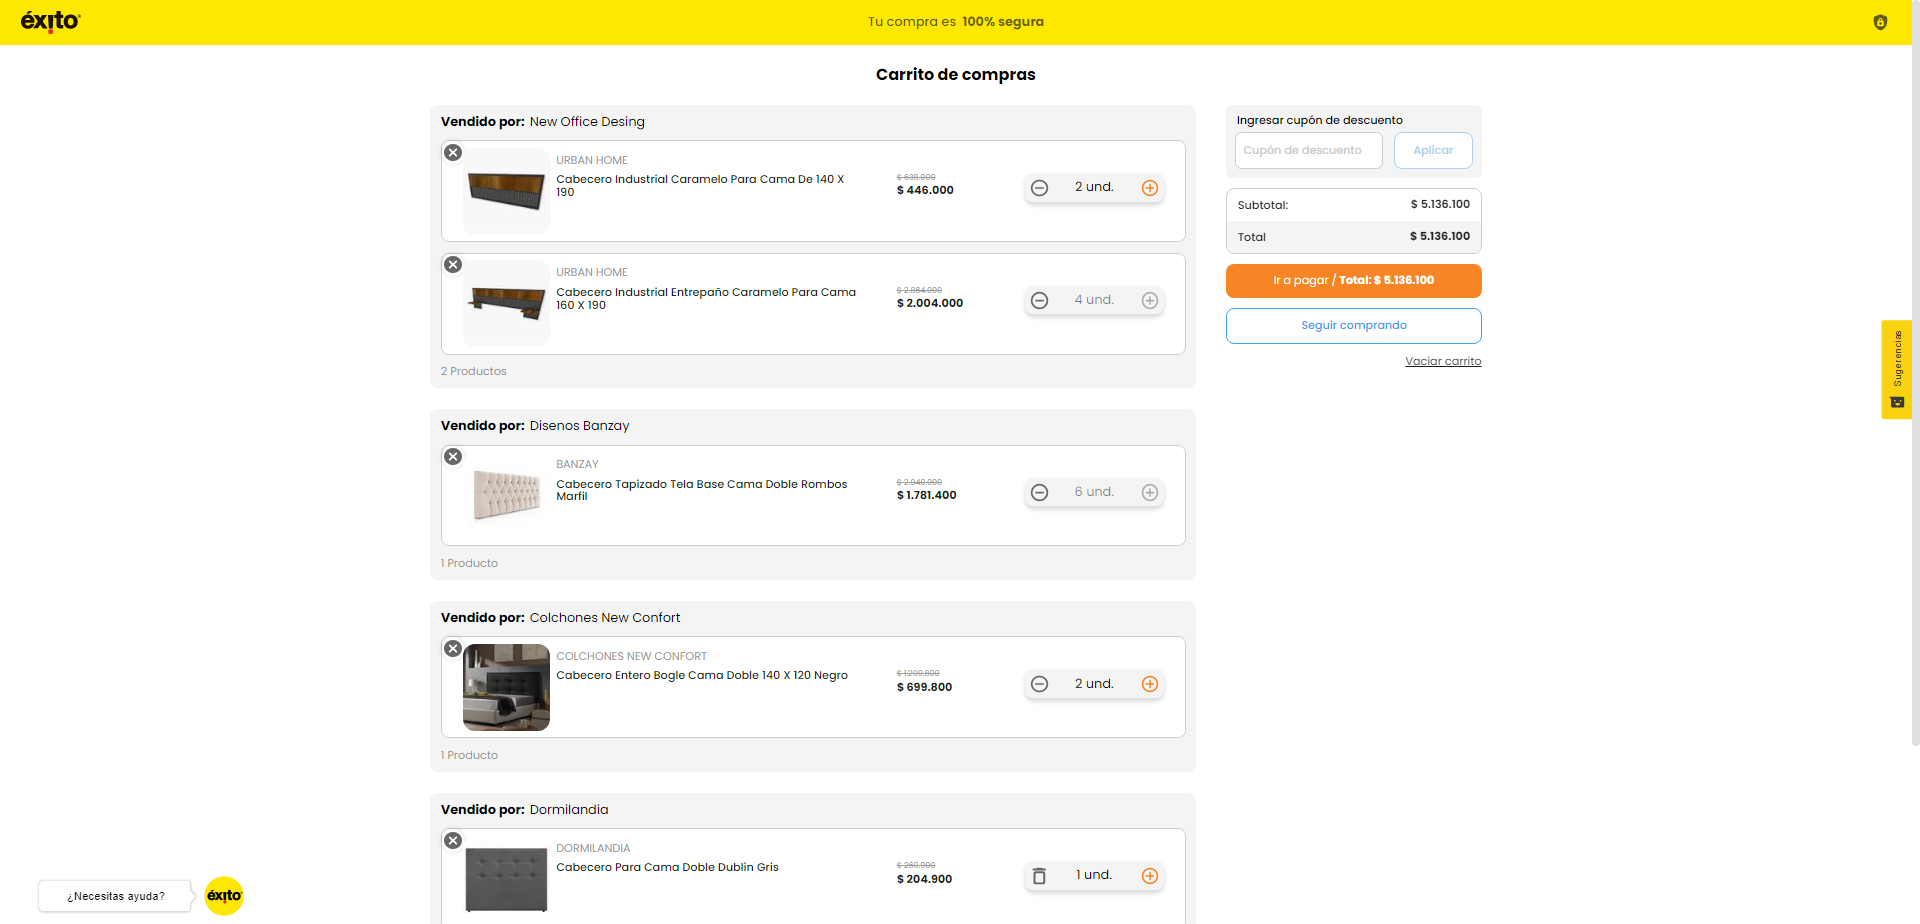 éxito
Tu compra es 100% segura
Carrito de compras
Vendido por: New Office Desing
URBAN HOME
Cabecero Industrial Caramelo Para Cama De 140 X
190
$ 638.000
$ 446.000
2 und.
URBAN HOME
Cabecero Industrial Entrepaño Caramelo Para Cama
160 X 190
$ 2.864.000
$ 2.004.000
4 und.
2 Productos
Vendido por: Disenos Banzay
BANZAY
Cabecero Tapizado Tela Base Cama Doble Rombos
Marfil
$ 2.040.000
$ 1.781.400
6 und.
1 Producto
Vendido por: Colchones New Confort
COLCHONES NEW CONFORT
Cabecero Entero Bogle Cama Doble 140 X 120 Negro
$ 1.299.800
$ 699.800
2 und.
1 Producto
Vendido por: Dormilandia
DORMILANDIA
Cabecero Para Cama Doble Dublin Gris
$ 269.900
$ 204.900
1 und.
Ingresar cupón de descuento
Cupón de descuento
Aplicar
Subtotal: $ 5.136.100
Total $ 5.136.100
Ir a pagar / Total: $ 5.136.100
Seguir comprando
Vaciar carrito
Sugerencias
¿Necesitas ayuda?
éxito